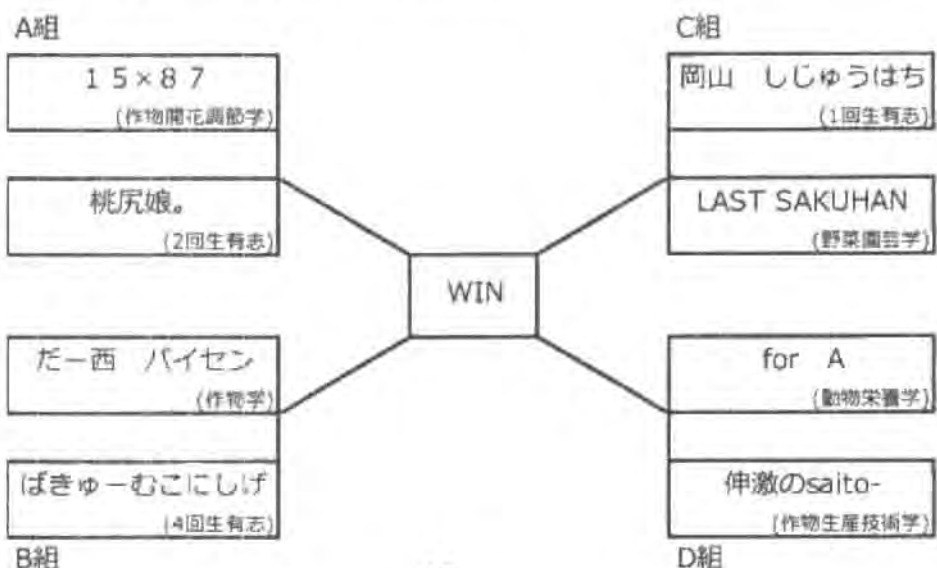 A組
15×87
(作物開花調節学)
桃尻娘。
(2回生有志)
だー西 パイセン
(作物学)
ばきゅーむこにしげ
(4回生有志)
B組
WIN
C組
岡山 しじゅうはち
(1回生有志)
LAST SAKUHAN
(野菜園芸学)
for A
(動物栄養学)
伸激のsaito-
(作物生産技術学)
D組